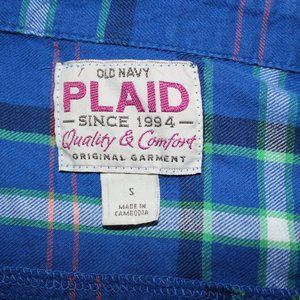 OLD NAVY
PLAID
— SINCE 1994 —
Quality & Comfort
ORIGINAL GARMENT
S
MADE IN
CAMBODIA